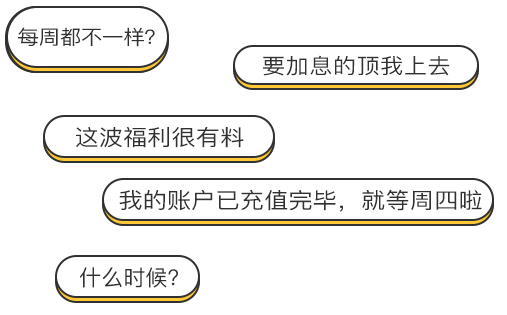 每周都不一样?
要加息的顶我上去
这波福利很有料
我的账户已充值完毕，就等周四啦
什么时候?